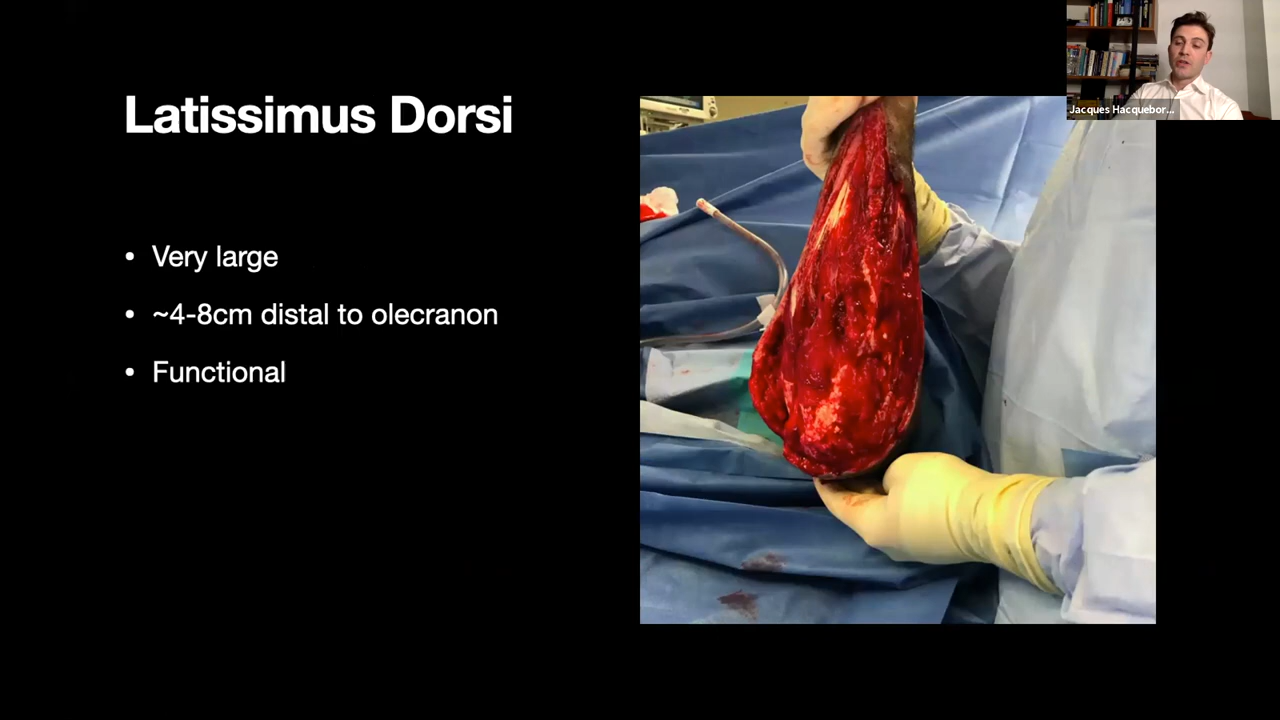 Latissimus Dorsi
• Very large
• ~4-8cm distal to olecranon
• Functional
Jacques Hacquebor...